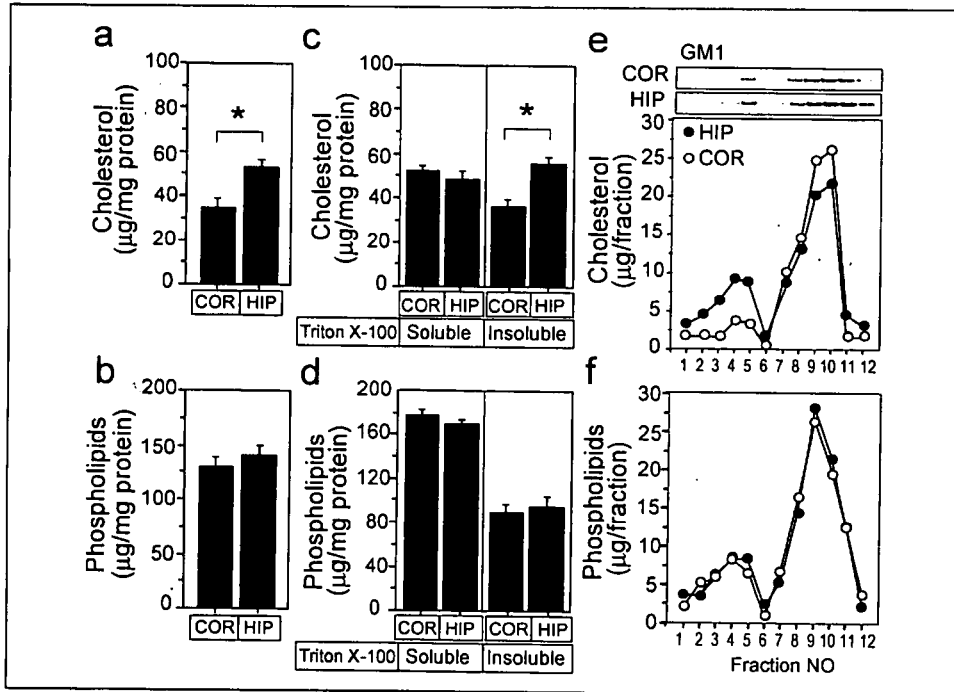 a
Cholesterol
(µg/mg protein)
100
80
60
40
20
0
*
COR HIP
c
Cholesterol
(µg/mg protein)
100
80
60
40
20
0
*
COR HIP COR HIP
Triton X-100 Soluble Insoluble
e
GM1
COR
HIP
Cholesterol
(µg/fraction)
30
25
20
15
10
5
0
HIP
COR
1 2 3 4 5 6 7 8 9 10 11 12
b
Phospholipids
(µg/mg protein)
200
150
100
50
0
COR HIP
d
Phospholipids
(µg/mg protein)
200
160
120
80
40
0
COR HIP COR HIP
Triton X-100 Soluble Insoluble
f
Phospholipids
(µg/fraction)
30
25
20
15
10
5
0
1 2 3 4 5 6 7 8 9 10 11 12
Fraction NO